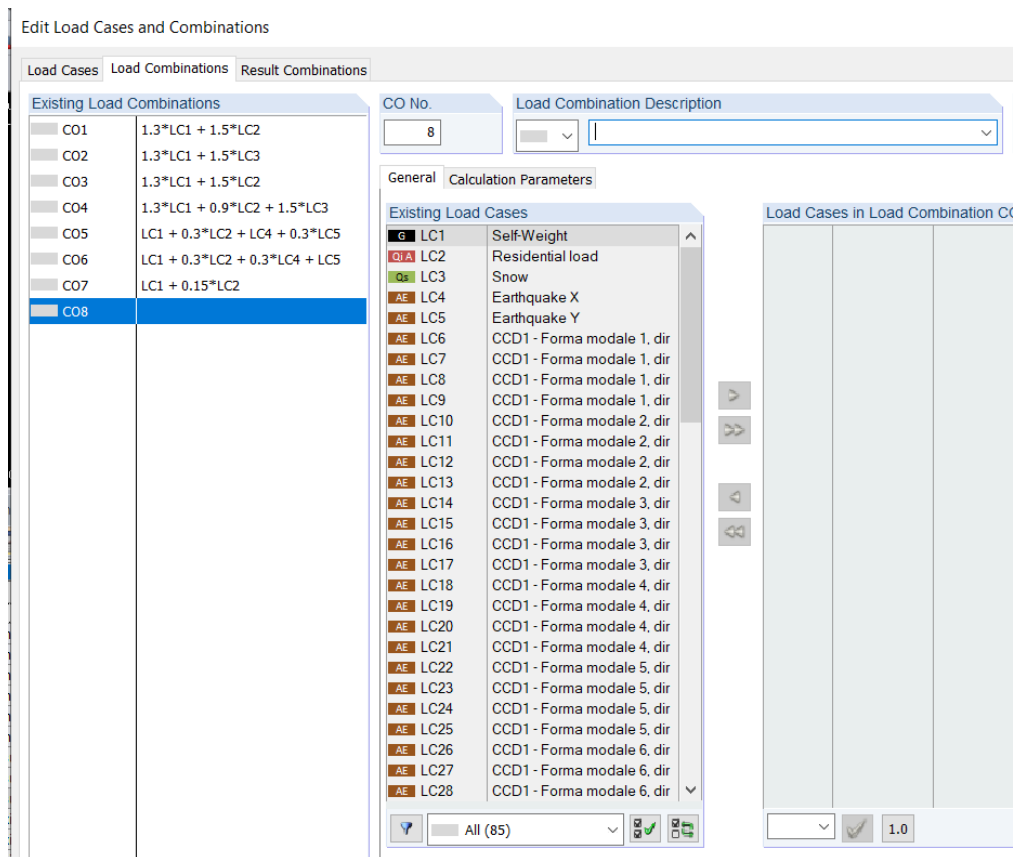 Edit Load Cases and Combinations
Load Cases Load Combinations Result Combinations
Existing Load Combinations
CO1 1.3*LC1 + 1.5*LC2
CO2 1.3*LC1 + 1.5*LC3
CO3 1.3*LC1 + 1.5*LC2
CO4 1.3*LC1 + 0.9*LC2 + 1.5*LC3
CO5 LC1 + 0.3*LC2 + LC4 + 0.3*LC5
CO6 LC1 + 0.3*LC2 + 0.3*LC4 + LC5
CO7 LC1 + 0.15*LC2
CO8
CO No.
8
Load Combination Description
General Calculation Parameters
Existing Load Cases
G LC1 Self-Weight
Qi A LC2 Residential load
Qs LC3 Snow
AE LC4 Earthquake X
AE LC5 Earthquake Y
AE LC6 CCD1 - Forma modale 1, dir
AE LC7 CCD1 - Forma modale 1, dir
AE LC8 CCD1 - Forma modale 1, dir
AE LC9 CCD1 - Forma modale 1, dir
AE LC10 CCD1 - Forma modale 2, dir
AE LC11 CCD1 - Forma modale 2, dir
AE LC12 CCD1 - Forma modale 2, dir
AE LC13 CCD1 - Forma modale 2, dir
AE LC14 CCD1 - Forma modale 3, dir
AE LC15 CCD1 - Forma modale 3, dir
AE LC16 CCD1 - Forma modale 3, dir
AE LC17 CCD1 - Forma modale 3, dir
AE LC18 CCD1 - Forma modale 4, dir
AE LC19 CCD1 - Forma modale 4, dir
AE LC20 CCD1 - Forma modale 4, dir
AE LC21 CCD1 - Forma modale 4, dir
AE LC22 CCD1 - Forma modale 5, dir
AE LC23 CCD1 - Forma modale 5, dir
AE LC24 CCD1 - Forma modale 5, dir
AE LC25 CCD1 - Forma modale 5, dir
AE LC26 CCD1 - Forma modale 6, dir
AE LC27 CCD1 - Forma modale 6, dir
AE LC28 CCD1 - Forma modale 6, dir
All (85)
Load Cases in Load Combination CO
1.0